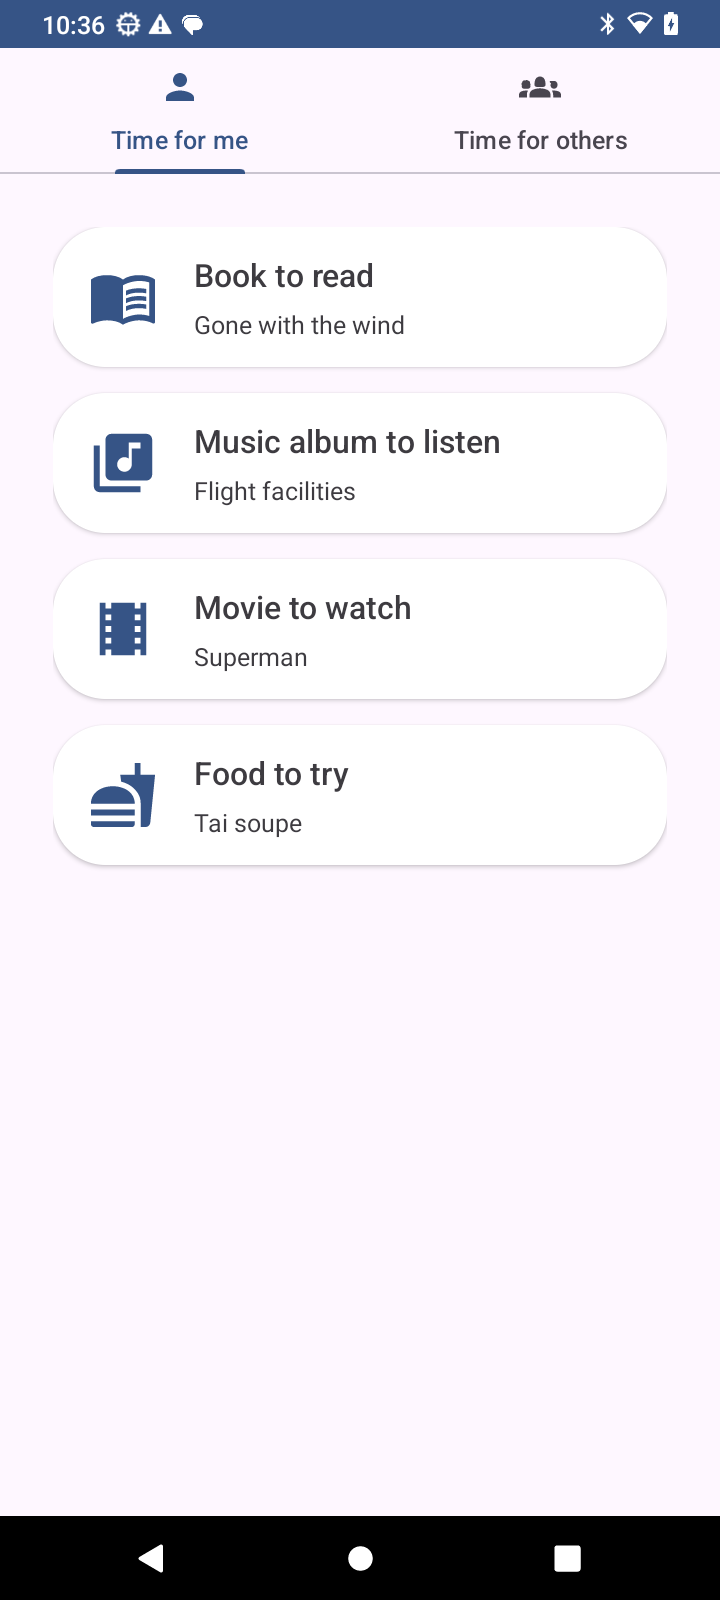 10:36
Time for me
Time for others
Book to read
Gone with the wind
Music album to listen
Flight facilities
Movie to watch
Superman
Food to try
Tai soupe